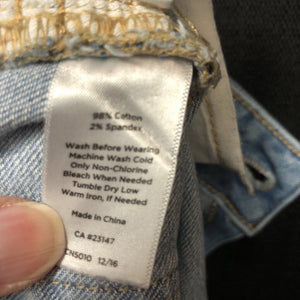 98% Cotton
2% Spandex
Wash Before Wearing
Machine Wash Cold
Only Non-Chlorine
Bleach When Needed
Tumble Dry Low
Warm Iron, If Needed
Made in China
CA #23147
EN5010 12/16